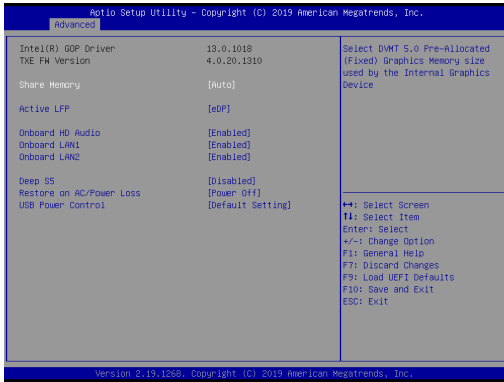 Aptio Setup Utility – Copyright (C) 2019 American Megatrends, Inc.
Advanced
Intel(R) GOP Driver 13.0.1018
TXE FW Version 4.0.20.1310
Share Memory [Auto]
Active LFP [eDP]
Onboard HD Audio [Enabled]
Onboard LAN1 [Enabled]
Onboard LAN2 [Enabled]
Deep S5 [Disabled]
Restore on AC/Power Loss [Power Off]
USB Power Control [Default Setting]
Select DVMT 5.0 Pre-Allocated
(Fixed) Graphics Memory size
used by the Internal Graphics
Device
↔: Select Screen
↑↓: Select Item
Enter: Select
+/-: Change Option
F1: General Help
F7: Discard Changes
F9: Load UEFI Defaults
F10: Save and Exit
ESC: Exit
Version 2.19.1268. Copyright (C) 2019 American Megatrends, Inc.